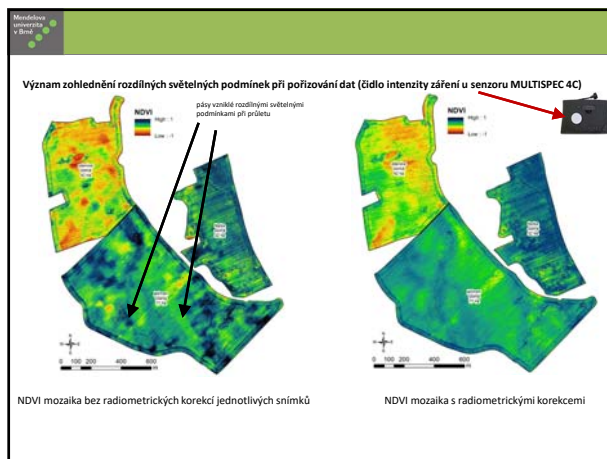 Mendelova
univerzita
v Brně
Význam zohlednění rozdílných světelných podmínek při pořizování dat (čidlo intenzity záření u senzoru MULTISPEC 4C)
pásy vzniklé rozdílnými světelnými
podmínkami při průletu
NDVI
High : 1
Low : -1
N
0 100 200 400 600
m
NDVI mozaika bez radiometrických korekcí jednotlivých snímků
NDVI
High : 1
Low : -1
N
0 100 200 400 600
m
NDVI mozaika s radiometrickými korekcemi